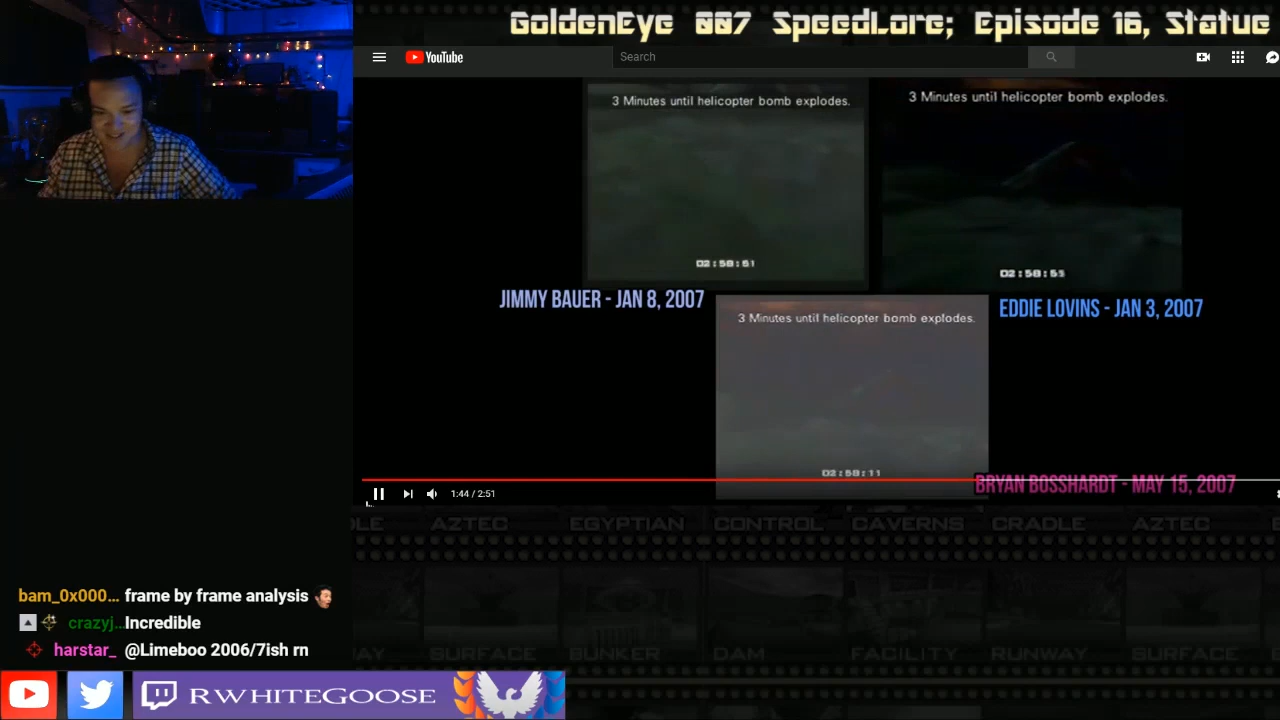 GoldenEye 007 SpeedLore; Episode 16, Statue
YouTube
Search
3 Minutes until helicopter bomb explodes.
3 Minutes until helicopter bomb explodes.
02:58:51
JIMMY BAUER - JAN 8, 2007
EDDIE LOVINS - JAN 3, 2007
3 Minutes until helicopter bomb explodes.
02:58:11
BRYAN BOSSHARDT - MAY 15, 2007
1:44 / 2:51
DLE AZTEC EGYPTIAN CONTROL CAVERNS CRADLE AZTEC
WAY SURFACE BUNKER DAM FACILITY RUNWAY SURFACE
bam_0x000… frame by frame analysis
crazyj…Incredible
harstar_ @Limeboo 2006/7ish rn
RWHITEGOOSE